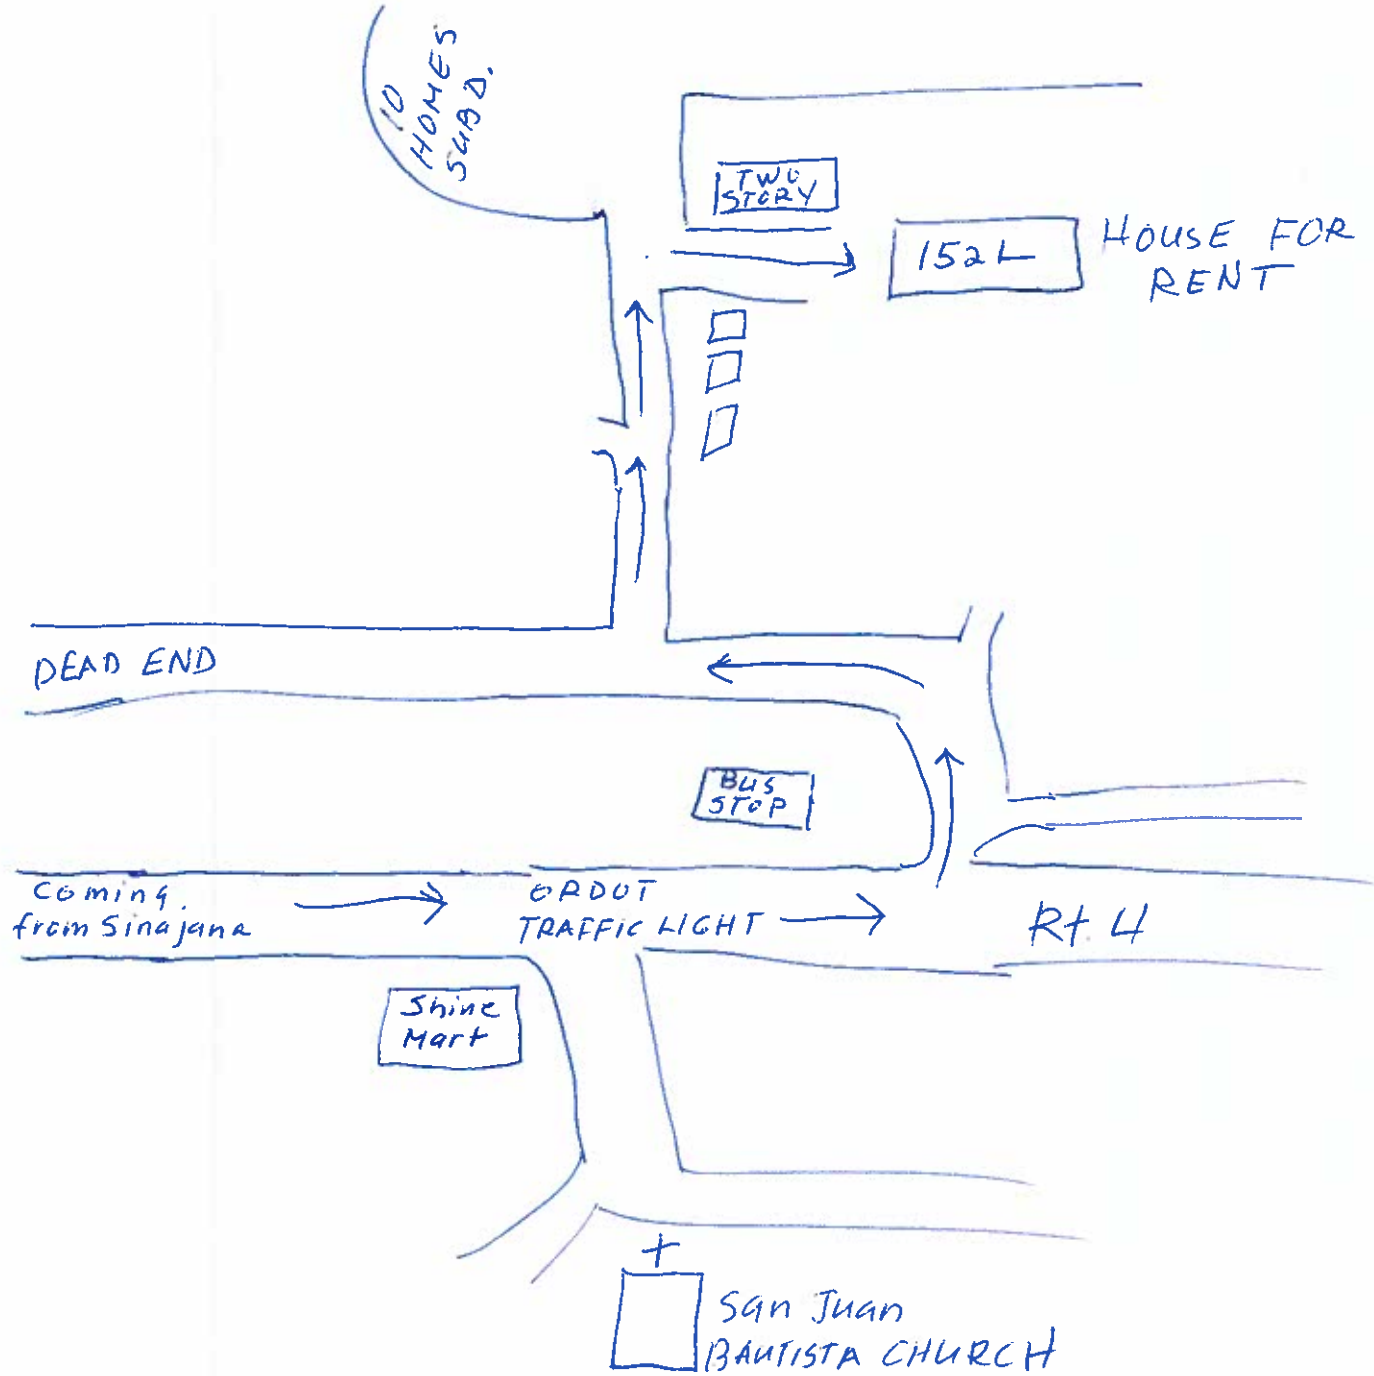 10
HOMES
SUBD.
TWO
STORY
152L
HOUSE FOR
RENT
DEAD END
BUS
STOP
Coming.
from Sinajana
ORDOT
TRAFFIC LIGHT
Rt. 4
Shine
Mart
San Juan
BAUTISTA CHURCH